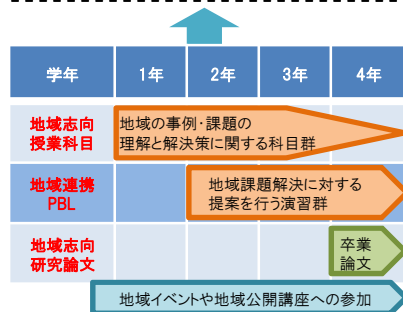 学年 1年 2年 3年 4年
地域志向
授業科目
地域の事例・課題の
理解と解決策に関する科目群
地域連携
PBL
地域課題解決に対する
提案を行う演習群
地域志向
研究論文
卒業
論文
地域イベントや地域公開講座への参加